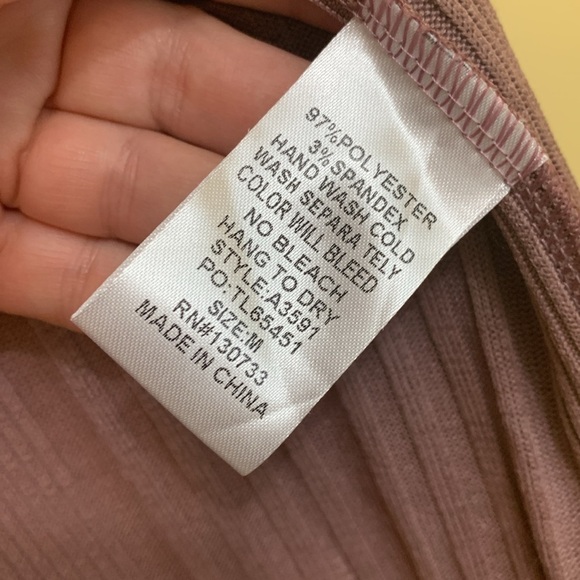 97%POLYESTER
3%SPANDEX
HAND WASH COLD
WASH SEPARA TELY
COLOR WILL BLEED
NO BLEACH
HANG TO DRY
STYLE:A3591
PO:TL65451
SIZE:M
RN#130733
MADE IN CHINA